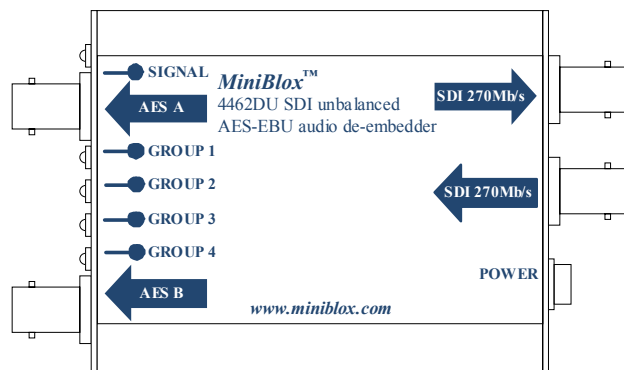 SIGNAL
MiniBlox™
AES A
4462DU SDI unbalanced
AES-EBU audio de-embedder
SDI 270Mb/s
GROUP 1
GROUP 2
SDI 270Mb/s
GROUP 3
GROUP 4
POWER
AES B
www.miniblox.com